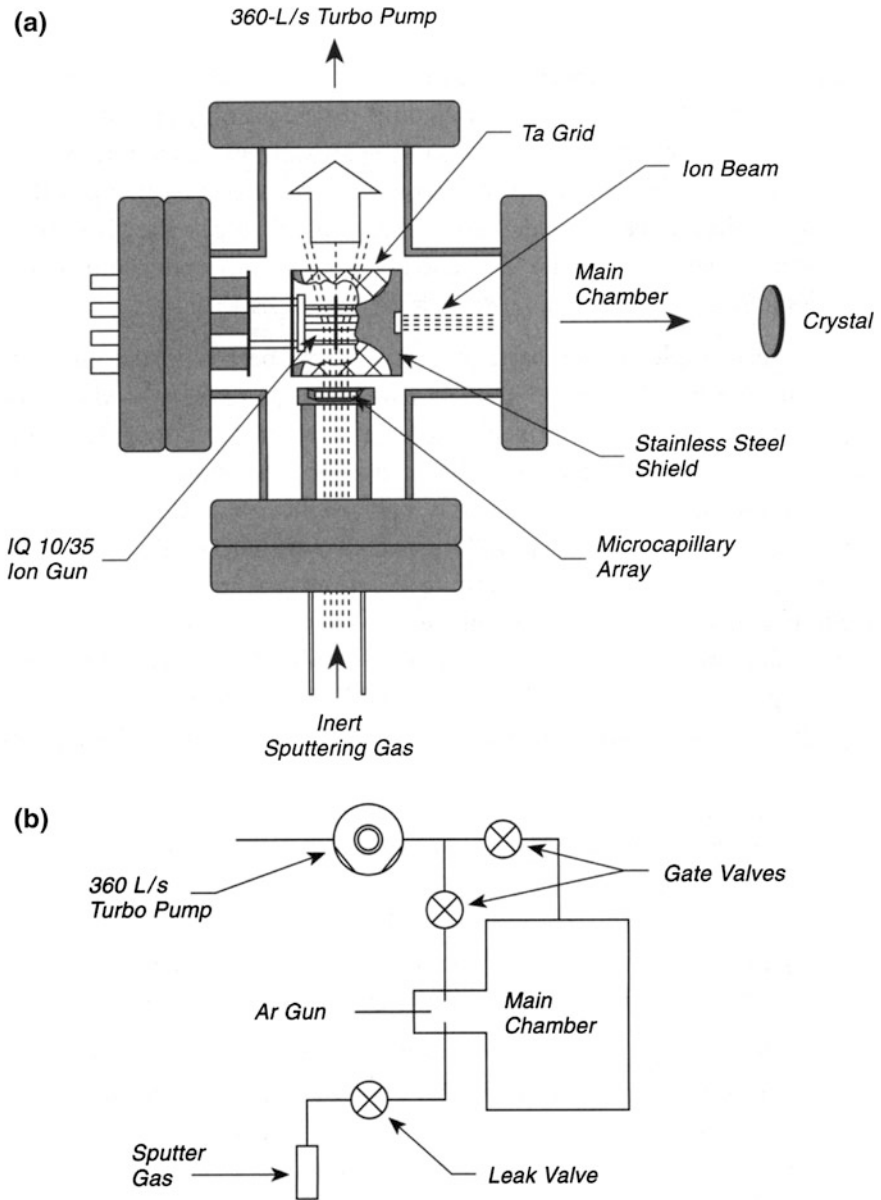 (a)
360-L/s Turbo Pump
Ta Grid
Ion Beam
Main
Chamber
Crystal
Stainless Steel
Shield
IQ 10/35
Ion Gun
Microcapillary
Array
Inert
Sputtering Gas
(b)
360 L/s
Turbo Pump
Gate Valves
Ar Gun
Main
Chamber
Sputter
Gas
Leak Valve